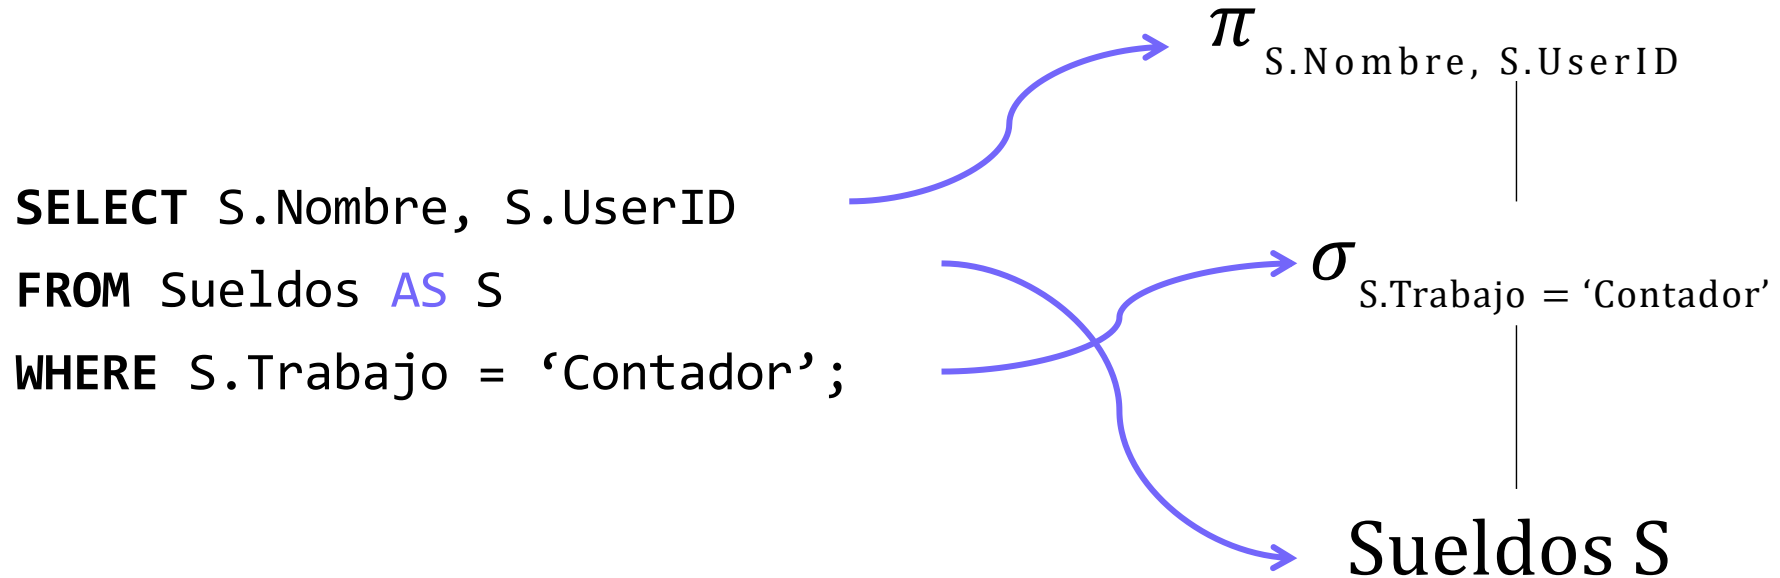 π S.Nombre, S.UserID
SELECT S.Nombre, S.UserID
FROM Sueldos AS S
WHERE S.Trabajo = ‘Contador’;
σ S.Trabajo = ‘Contador’
Sueldos S